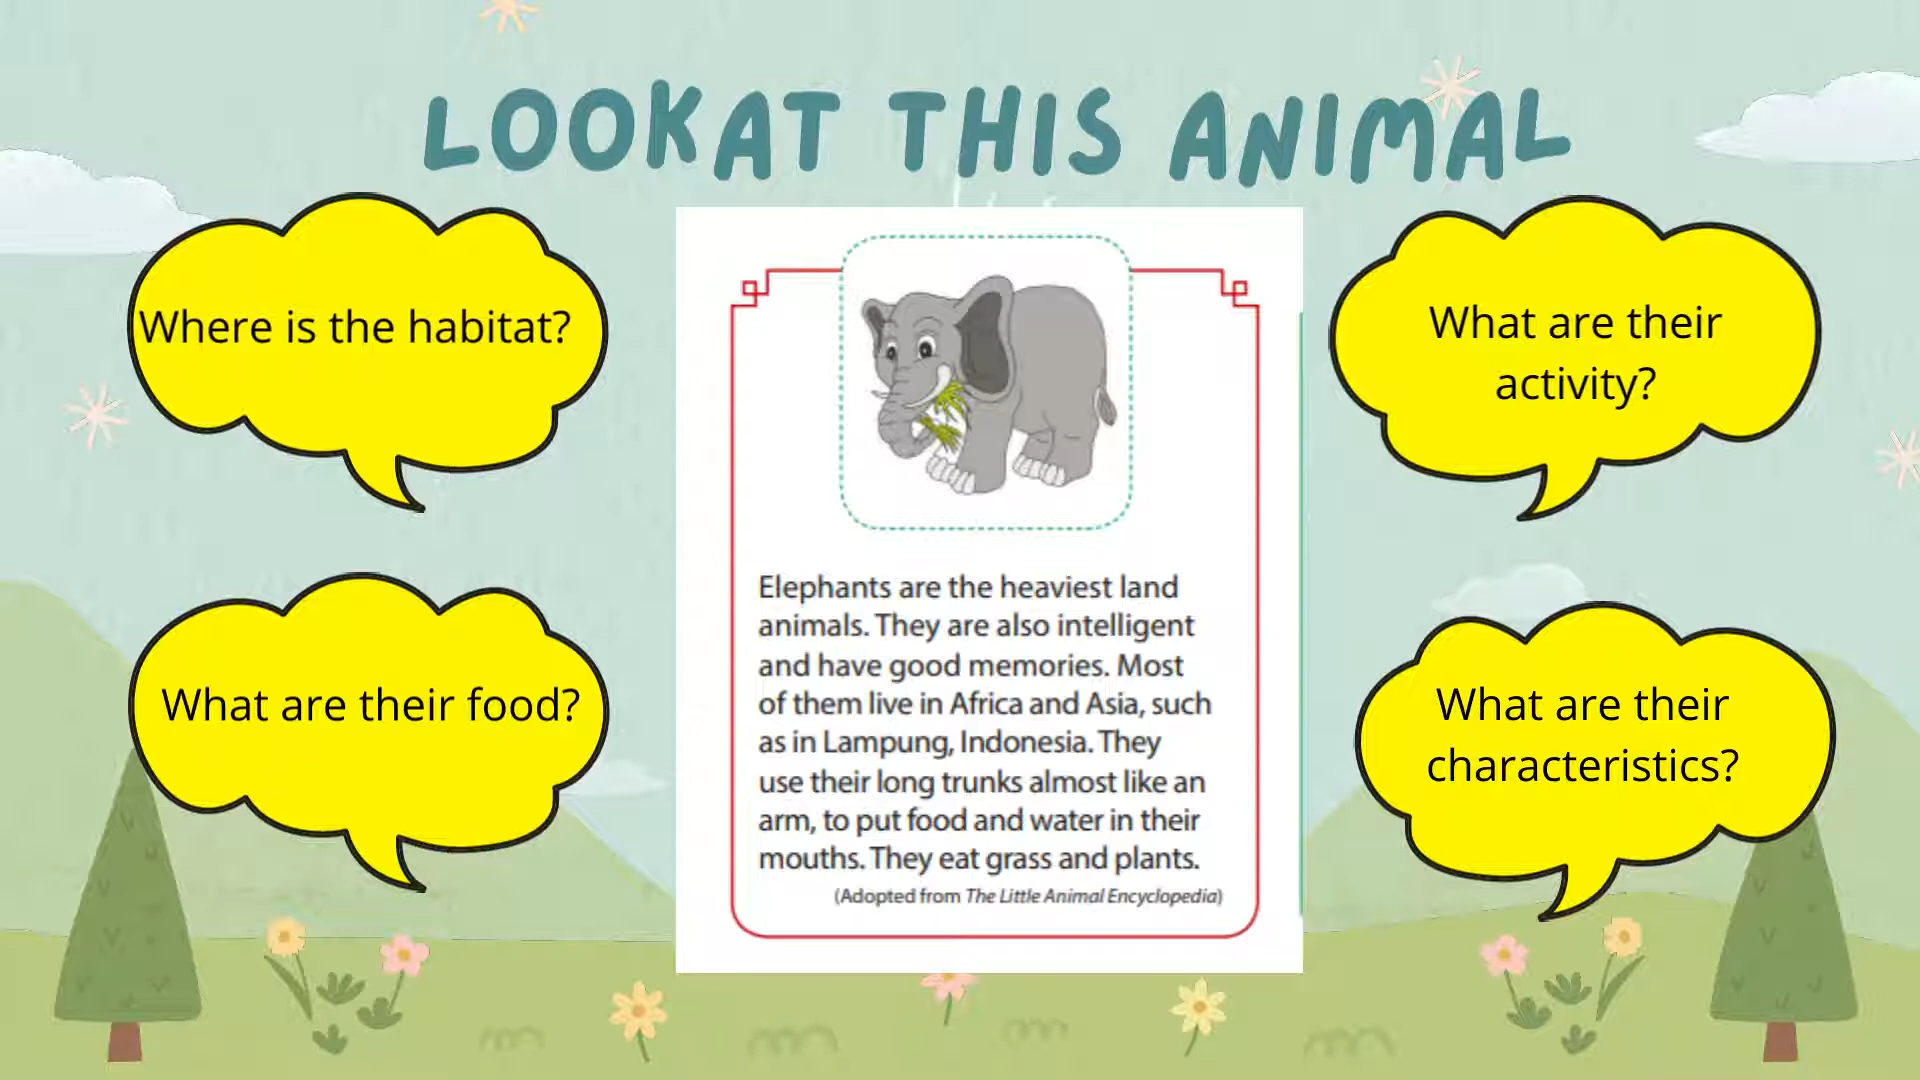 LOOKAT THIS ANIMAL
Where is the habitat?
What are their food?
Elephants are the heaviest land
animals. They are also intelligent
and have good memories. Most
of them live in Africa and Asia, such
as in Lampung, Indonesia. They
use their long trunks almost like an
arm, to put food and water in their
mouths. They eat grass and plants.
(Adopted from The Little Animal Encyclopedia)
What are their
activity?
What are their
characteristics?